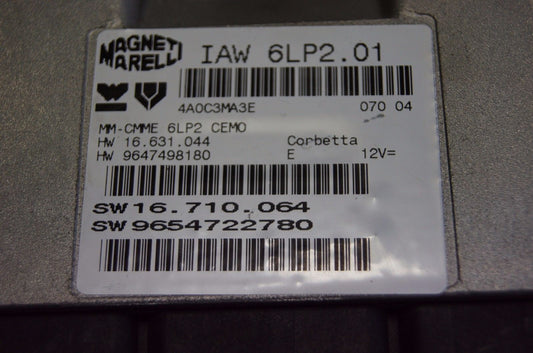 MAGNETI MARELLI
IAW 6LP2.01
4A0C3MA3E 070 04
MM-CMME 6LP2 CEMO
HW 16.631.044 Corbetta
HW 9647498180 E 12V=
SW16.710.064
SW9654722780